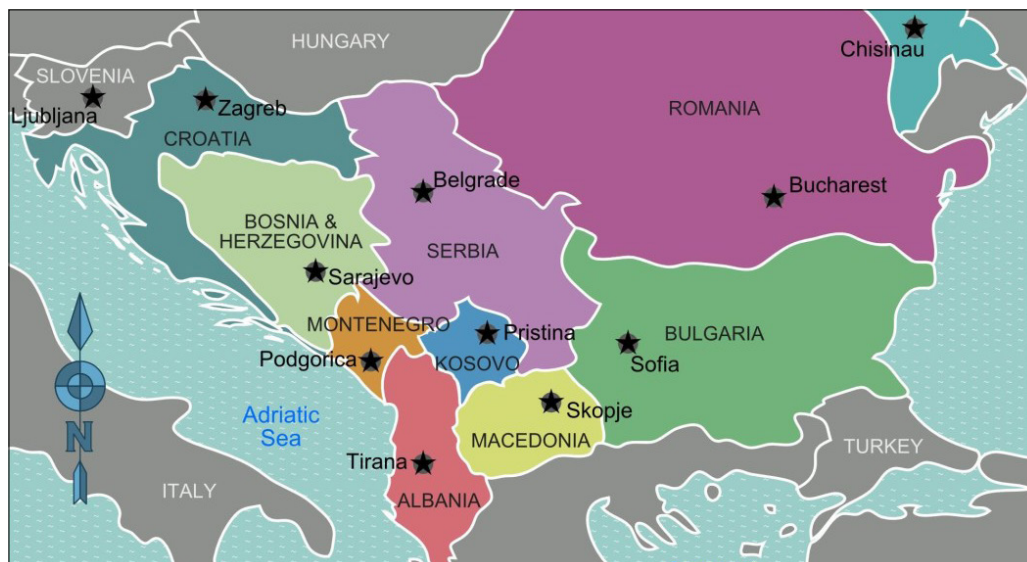 HUNGARY
Chisinau
SLOVENIA
Ljubljana
Zagreb
CROATIA
ROMANIA
Belgrade
Bucharest
BOSNIA &
HERZEGOVINA
SERBIA
Sarajevo
MONTENEGRO
Pristina
BULGARIA
Podgorica
KOSOVO
Sofia
Adriatic
Sea
Skopje
MACEDONIA
TURKEY
N
Tirana
ITALY
ALBANIA